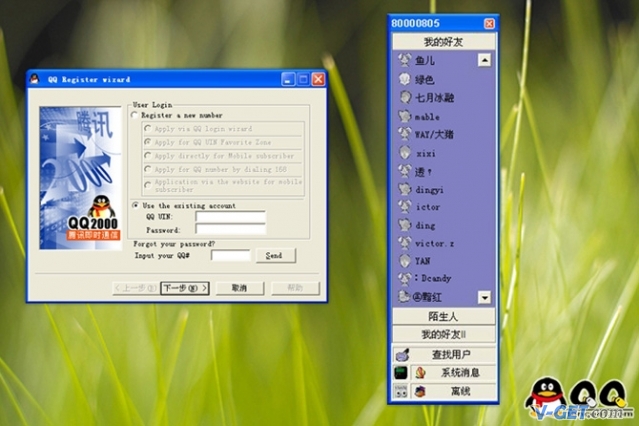 QQ Register wizard
腾讯
2000
QQ2000
腾讯即时通信
User Login
Register a new number
Apply via QQ login wizard
Apply for QQ UIN Favorite Zone
Apply directly for Mobile subscriber
Apply for QQ number by dialing 168
Application via the website for mobile
subscriber
Use the existing account
QQ UIN:
Password:
Forgot your password?
Input your QQ#
Send
<上一步(B)
下一步(N)>
取消
帮助
80000805
我的好友
鱼儿
绿色
七月冰融
mable
WAY/大猪
xixi
透!
dingyi
ictor
ding
victor.z
YAN
:Dcandy
陌生人
我的好友II
查找用户
系统消息
离线
V-GET.com